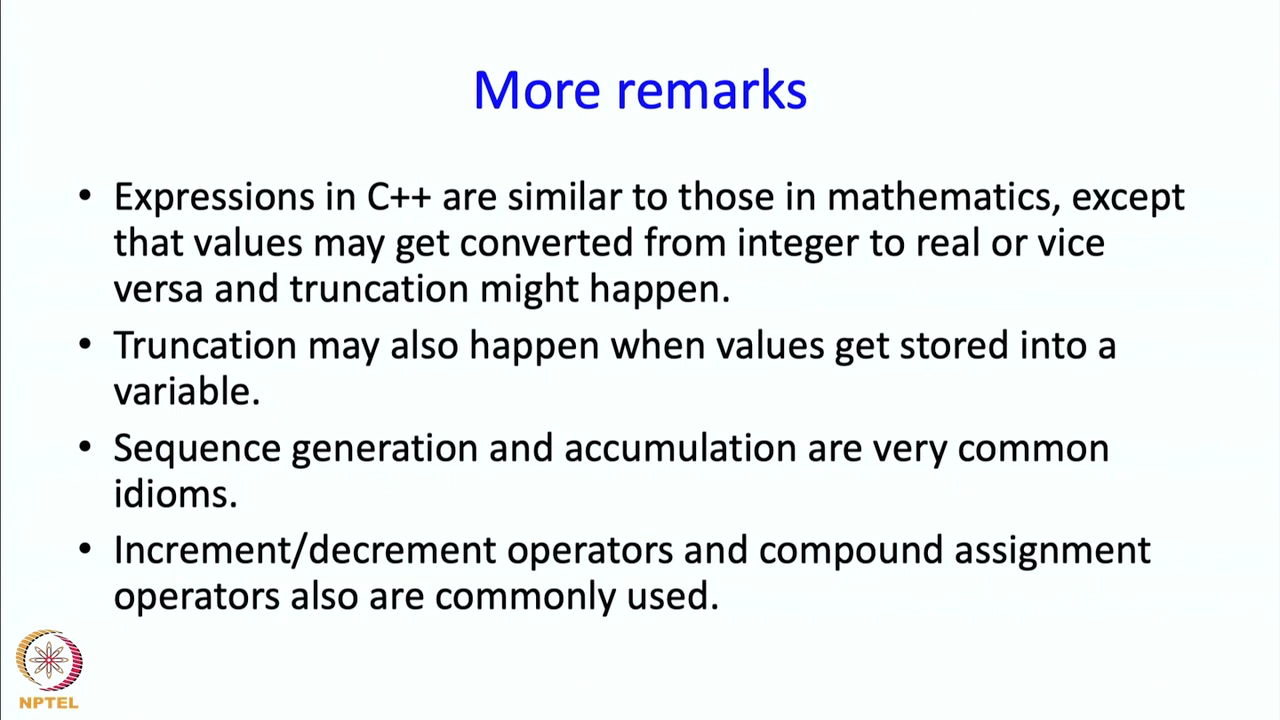 More remarks
• Expressions in C++ are similar to those in mathematics, except
that values may get converted from integer to real or vice
versa and truncation might happen.
• Truncation may also happen when values get stored into a
variable.
• Sequence generation and accumulation are very common
idioms.
• Increment/decrement operators and compound assignment
operators also are commonly used.
NPTEL